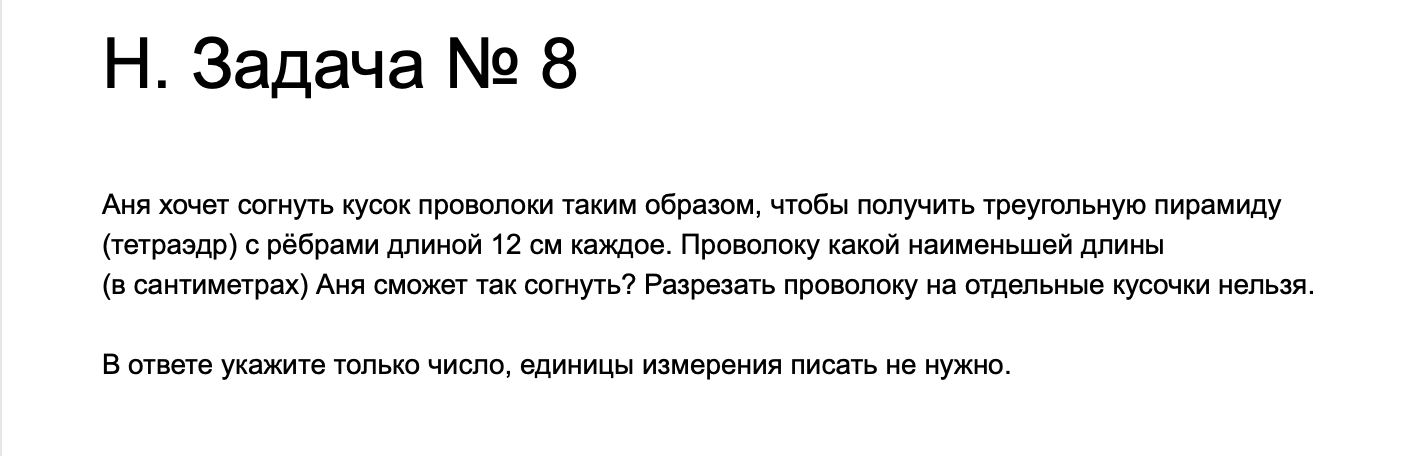 Н. Задача № 8
Аня хочет согнуть кусок проволоки таким образом, чтобы получить треугольную пирамиду
(тетраэдр) с рёбрами длиной 12 см каждое. Проволоку какой наименьшей длины
(в сантиметрах) Аня сможет так согнуть? Разрезать проволоку на отдельные кусочки нельзя.
В ответе укажите только число, единицы измерения писать не нужно.